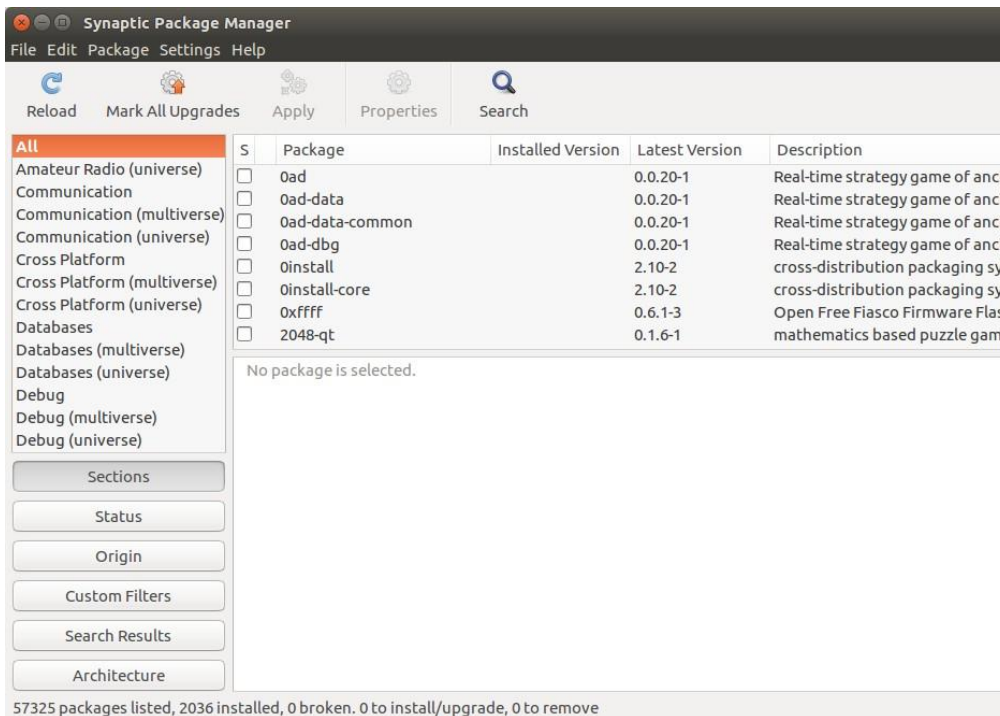 Synaptic Package Manager
File Edit Package Settings Help
Reload Mark All Upgrades Apply Properties Search
All
Amateur Radio (universe)
Communication
Communication (multiverse)
Communication (universe)
Cross Platform
Cross Platform (multiverse)
Cross Platform (universe)
Databases
Databases (multiverse)
Databases (universe)
Debug
Debug (multiverse)
Debug (universe)
Sections
Status
Origin
Custom Filters
Search Results
Architecture
S Package Installed Version Latest Version Description
0ad 0.0.20-1 Real-time strategy game of anc
0ad-data 0.0.20-1 Real-time strategy game of anc
0ad-data-common 0.0.20-1 Real-time strategy game of anc
0ad-dbg 0.0.20-1 Real-time strategy game of anc
0install 2.10-2 cross-distribution packaging sy
0install-core 2.10-2 cross-distribution packaging sy
0xffff 0.6.1-3 Open Free Fiasco Firmware Flas
2048-qt 0.1.6-1 mathematics based puzzle gam
No package is selected.
57325 packages listed, 2036 installed, 0 broken. 0 to install/upgrade, 0 to remove